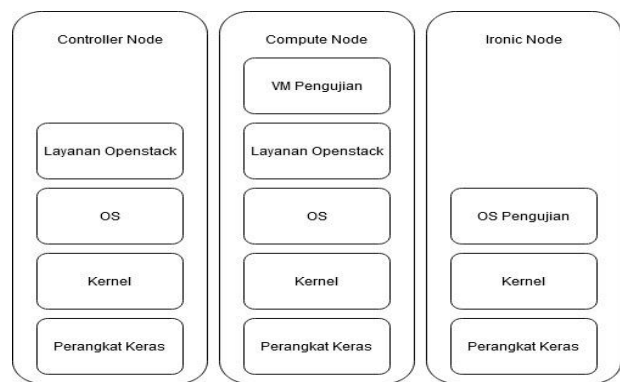 Controller Node
Layanan Openstack
OS
Kernel
Perangkat Keras
Compute Node
VM Pengujian
Layanan Openstack
OS
Kernel
Perangkat Keras
Ironic Node
OS Pengujian
Kernel
Perangkat Keras